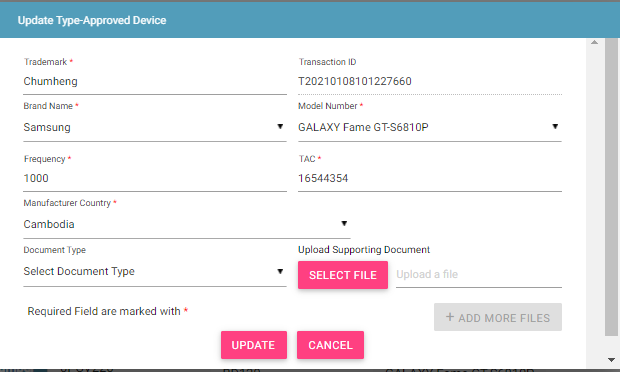 Update Type-Approved Device
Trademark * Transaction ID
Chumheng T20210108101227660
Brand Name * Model Number *
Samsung GALAXY Fame GT-S6810P
Frequency * TAC *
1000 16544354
Manufacturer Country *
Cambodia
Document Type Upload Supporting Document
Select Document Type SELECT FILE Upload a file
Required Field are marked with *
+ ADD MORE FILES
UPDATE CANCEL